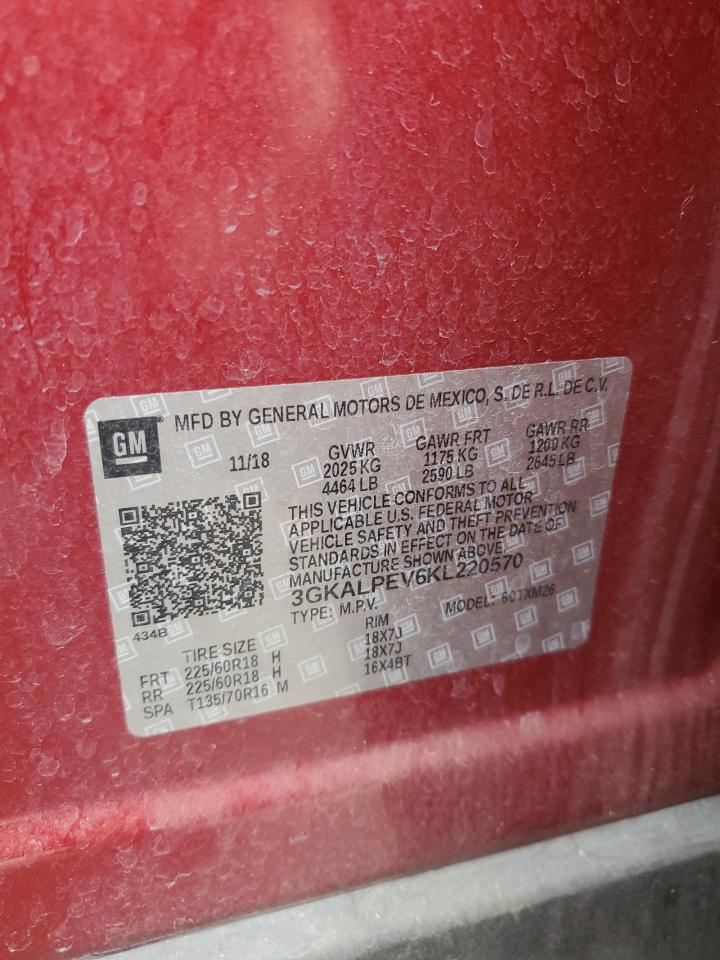 GM
MFD BY GENERAL MOTORS DE MEXICO, S. DE R.L. DE C.V.
11/18
GVWR
2025 KG
4464 LB
GAWR FRT
1175 KG
2590 LB
GAWR RR
1200 KG
2645 LB
THIS VEHICLE CONFORMS TO ALL
APPLICABLE U.S. FEDERAL MOTOR
VEHICLE SAFETY AND THEFT PREVENTION
STANDARDS IN EFFECT ON THE DATE OF
MANUFACTURE SHOWN ABOVE
3GKALPEV6KL220570
TYPE: M.P.V. MODEL: 60TXM26
434B
TIRE SIZE RIM
FRT 225/60R18 H 18X7J
RR 225/60R18 H 18X7J
SPA T135/70R16 M 16X4BT